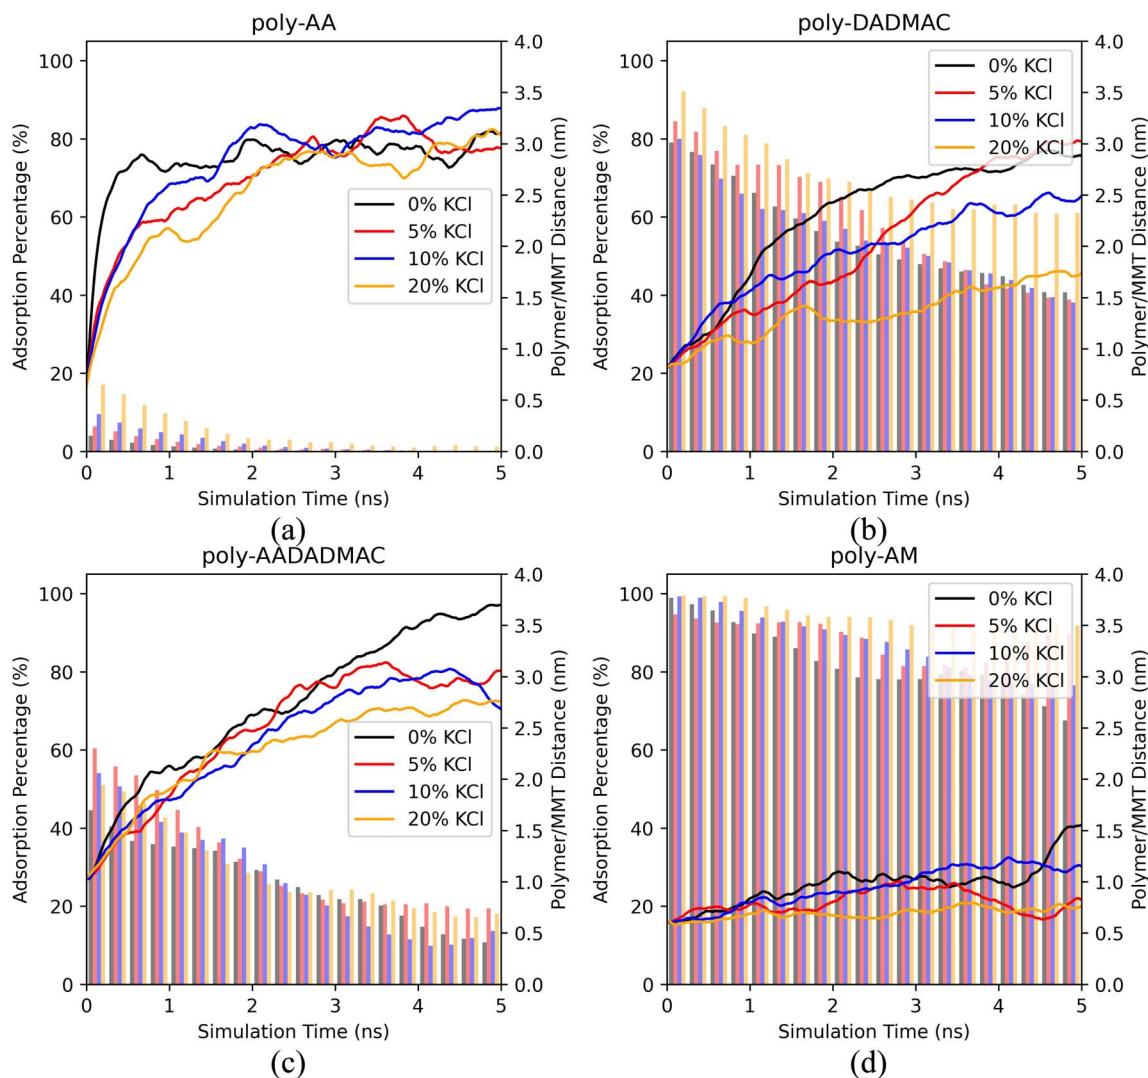 poly-AA
100
80
60
40
20
0
Adsorption Percentage (%)
4.0
3.5
3.0
2.5
2.0
1.5
1.0
0.5
0.0
Polymer/MMT Distance (nm)
0% KCl
5% KCl
10% KCl
20% KCl
0 1 2 3 4 5
Simulation Time (ns)
(a)
poly-DADMAC
100
80
60
40
20
0
Adsorption Percentage (%)
4.0
3.5
3.0
2.5
2.0
1.5
1.0
0.5
0.0
Polymer/MMT Distance (nm)
0% KCl
5% KCl
10% KCl
20% KCl
0 1 2 3 4 5
Simulation Time (ns)
(b)
poly-AADADMAC
100
80
60
40
20
0
Adsorption Percentage (%)
4.0
3.5
3.0
2.5
2.0
1.5
1.0
0.5
0.0
Polymer/MMT Distance (nm)
0% KCl
5% KCl
10% KCl
20% KCl
0 1 2 3 4 5
Simulation Time (ns)
(c)
poly-AM
100
80
60
40
20
0
Adsorption Percentage (%)
4.0
3.5
3.0
2.5
2.0
1.5
1.0
0.5
0.0
Polymer/MMT Distance (nm)
0% KCl
5% KCl
10% KCl
20% KCl
0 1 2 3 4 5
Simulation Time (ns)
(d)